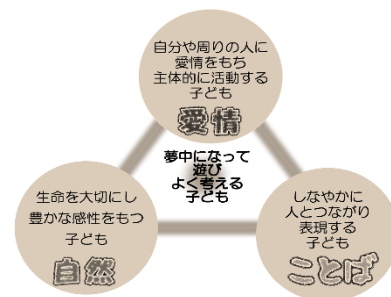 自分や周りの人に
愛情をもち
主体的に活動する
子ども
愛情
夢中になって
遊び
よく考える
子ども
生命を大切にし
豊かな感性をもつ
子ども
自然
しなやかに
人とつながり
表現する
子ども
ことば